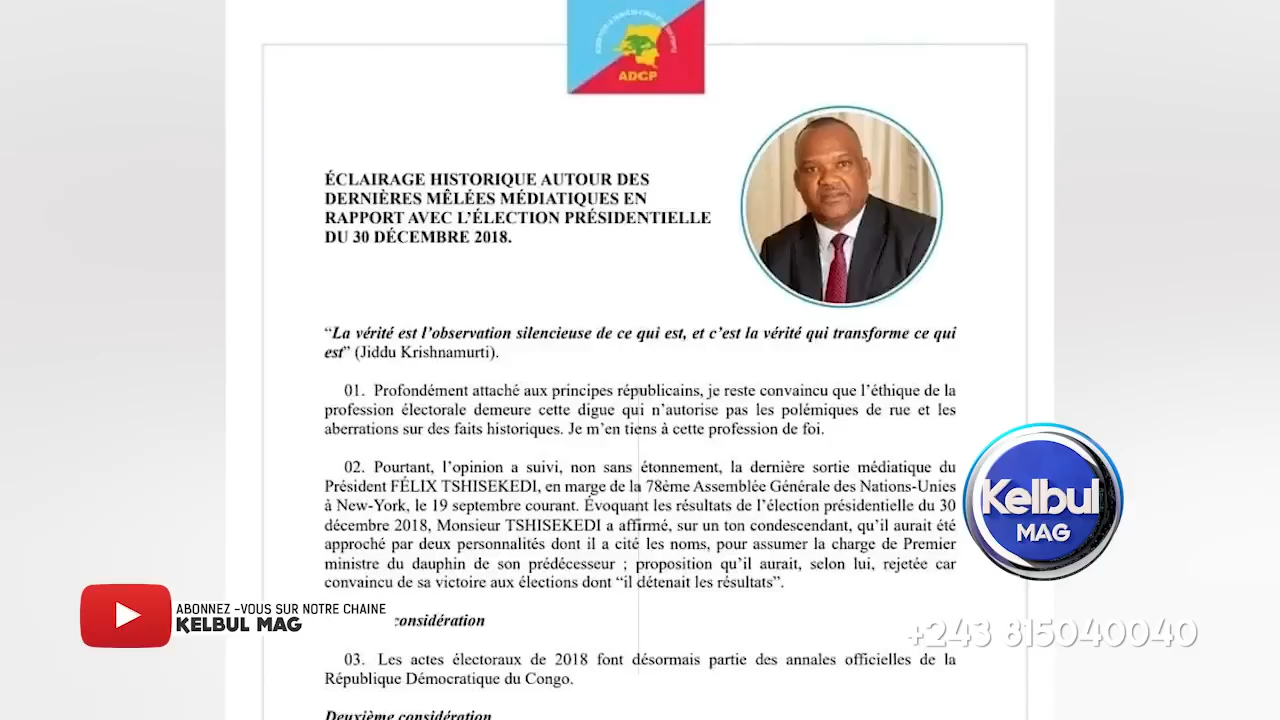 ADCP
ÉCLAIRAGE HISTORIQUE AUTOUR DES
DERNIÈRES MÊLÉES MÉDIATIQUES EN
RAPPORT AVEC L'ÉLECTION PRÉSIDENTIELLE
DU 30 DÉCEMBRE 2018.
“La vérité est l'observation silencieuse de ce qui est, et c'est la vérité qui transforme ce qui
est” (Jiddu Krishnamurti).
01. Profondément attaché aux principes républicains, je reste convaincu que l'éthique de la
profession électorale demeure cette digue qui n'autorise pas les polémiques de rue et les
aberrations sur des faits historiques. Je m'en tiens à cette profession de foi.
02. Pourtant, l'opinion a suivi, non sans étonnement, la dernière sortie médiatique du
Président FÉLIX TSHISEKEDI, en marge de la 78ème Assemblée Générale des Nations-Unies
à New-York, le 19 septembre courant. Évoquant les résultats de l'élection présidentielle du 30
décembre 2018, Monsieur TSHISEKEDI a affirmé, sur un ton condescendant, qu'il aurait été
approché par deux personnalités dont il a cité les noms, pour assumer la charge de Premier
ministre du dauphin de son prédécesseur ; proposition qu'il aurait, selon lui, rejetée car
convaincu de sa victoire aux élections dont “il détenait les résultats”.
considération
03. Les actes électoraux de 2018 font désormais partie des annales officielles de la
République Démocratique du Congo.
Deuxième considération
Kelbul
MAG
ABONNEZ -VOUS SUR NOTRE CHAINE
KELBUL MAG
+243 815040040